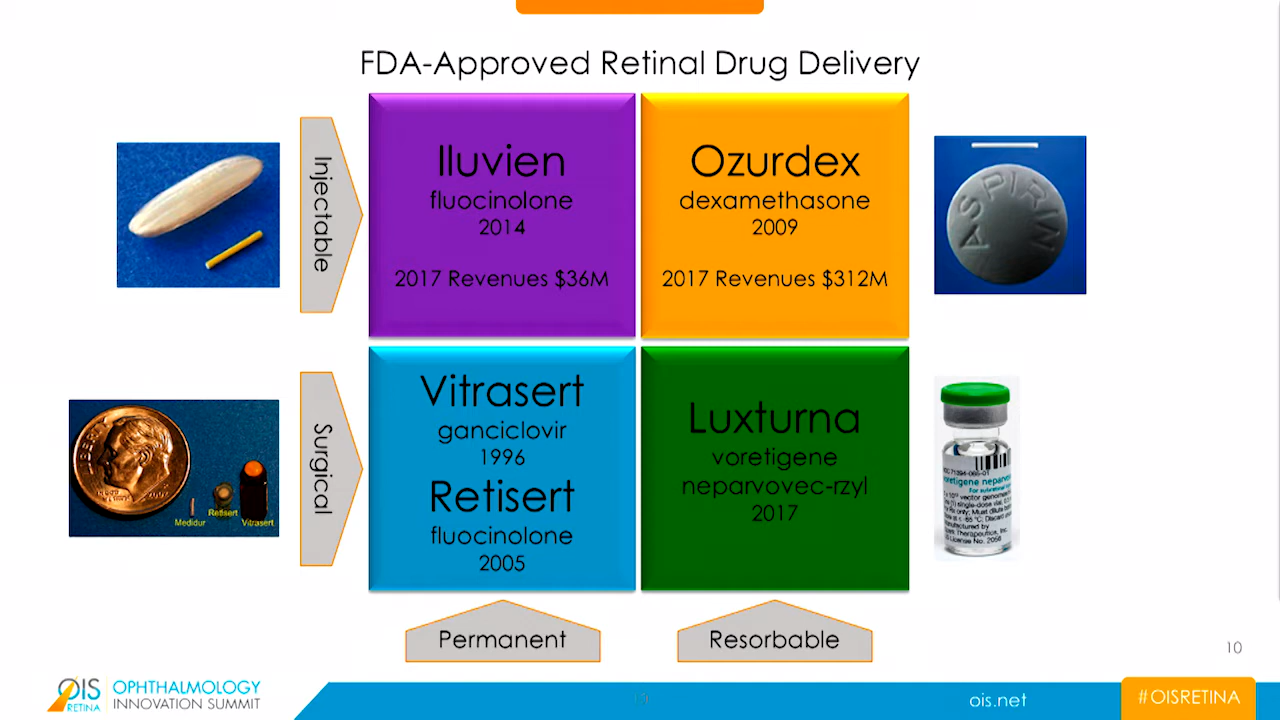 FDA-Approved Retinal Drug Delivery
Injectable
Iluvien
fluocinolone
2014
2017 Revenues $36M
Ozurdex
dexamethasone
2009
2017 Revenues $312M
ASPIRIN
Surgical
Vitrasert
ganciclovir
1996
Retisert
fluocinolone
2005
Luxturna
voretigene
neparvovec-rzyl
2017
LIBERTY
Medidur
Retisert
Vitrasert
Permanent
Resorbable
10
OIS
RETINA
OPHTHALMOLOGY
INNOVATION SUMMIT
ois.net
#OISRETINA